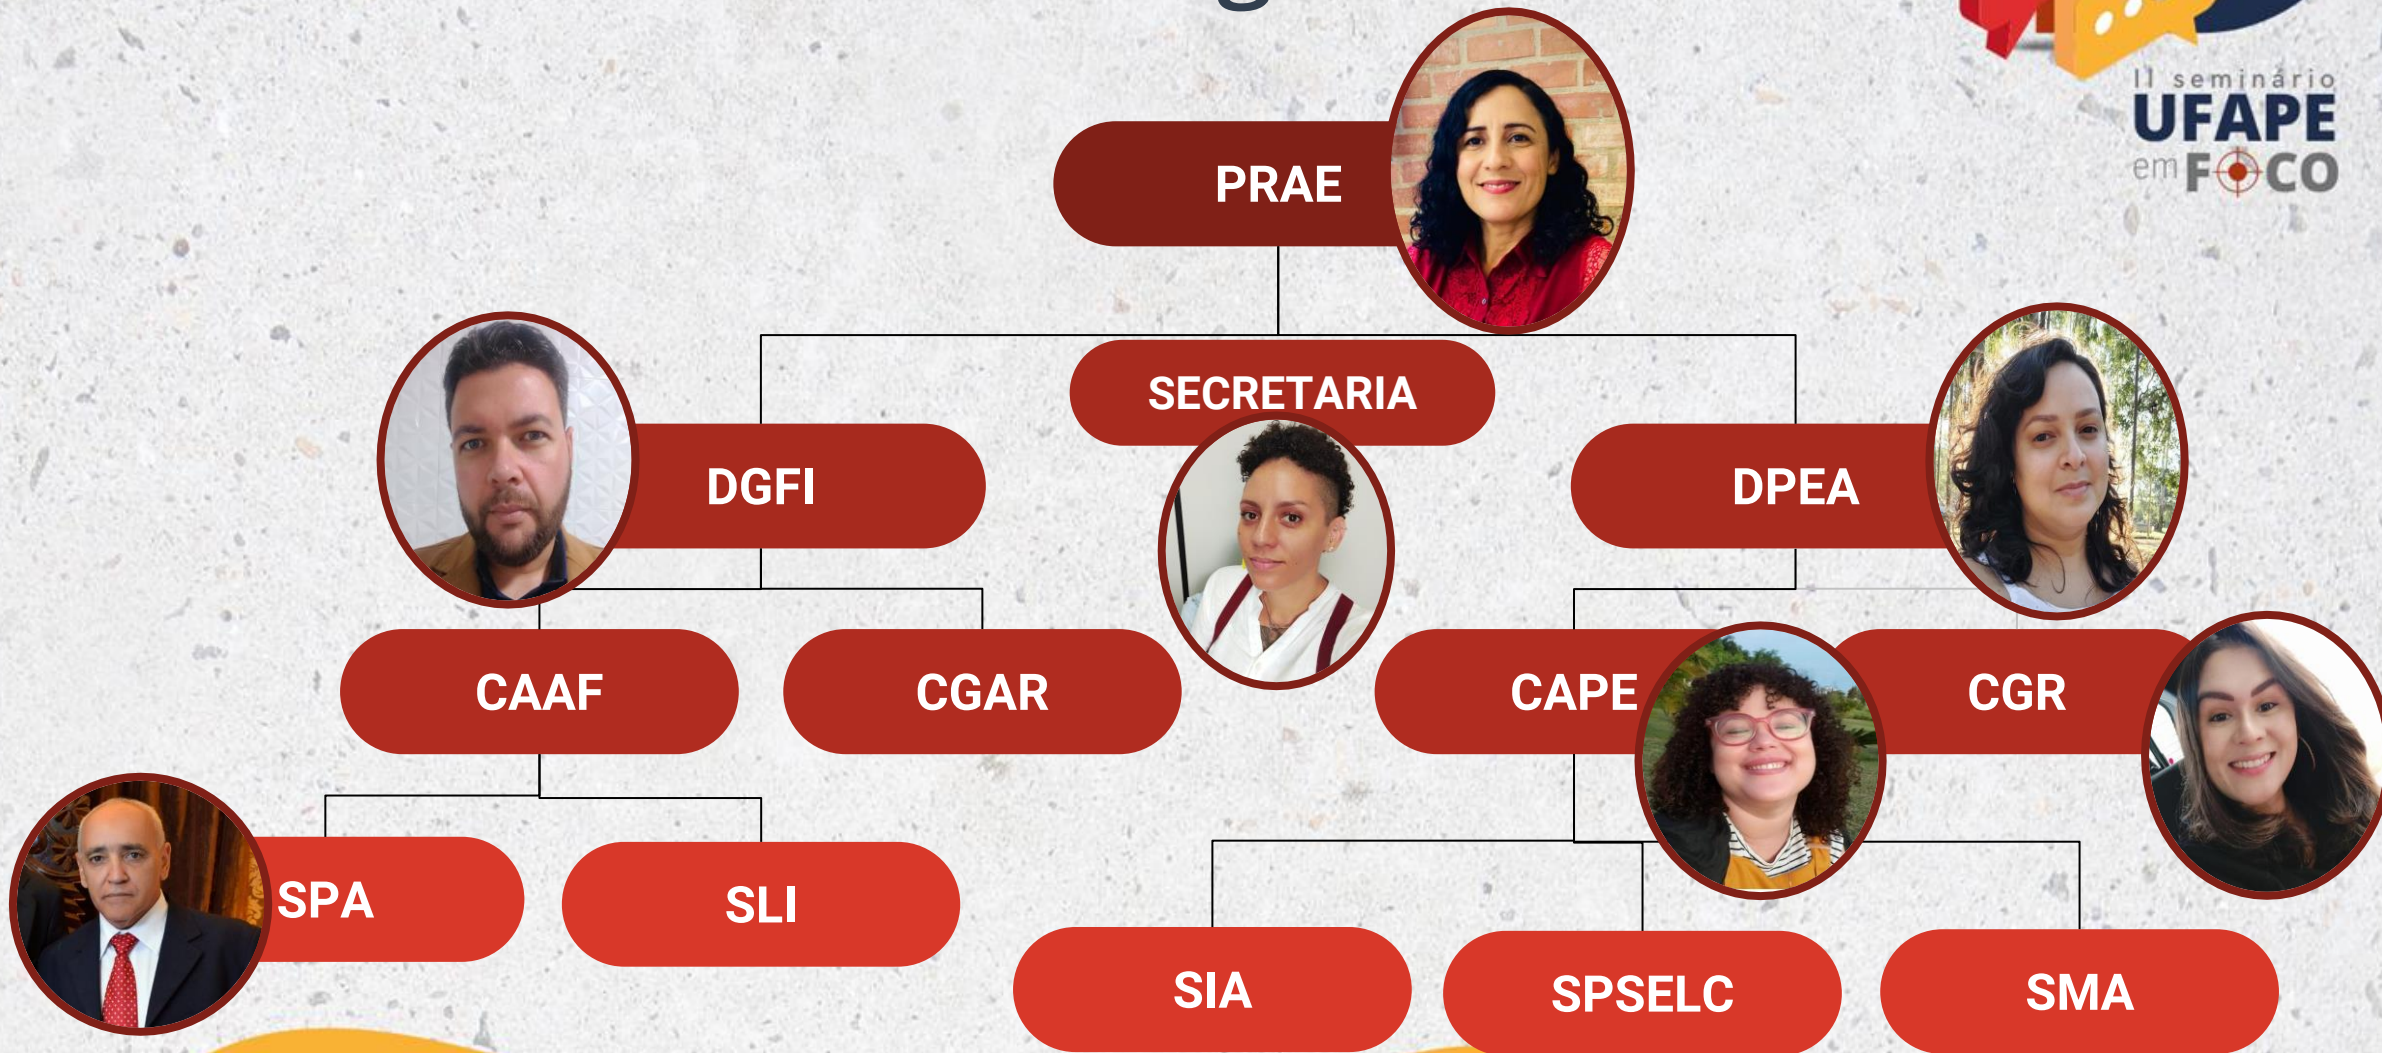 II seminário
UFAPE
em FOCO
PRAE
SECRETARIA
DGFI
DPEA
CAAF
CGAR
CAPE
CGR
SPA
SLI
SIA
SPSELC
SMA